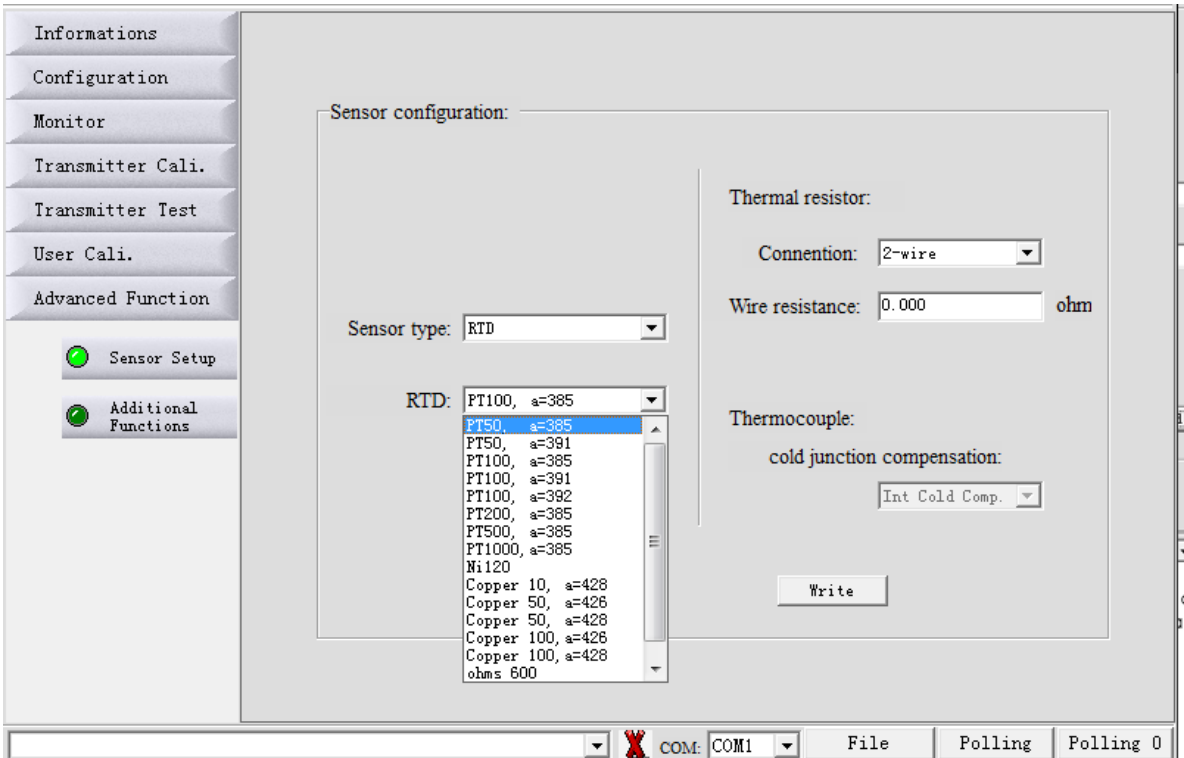 Informations
Configuration
Monitor
Transmitter Cali.
Transmitter Test
User Cali.
Advanced Function
Sensor Setup
Additional
Functions
Sensor configuration:
Sensor type: RTD
RTD: PT100, a=385
PT50, a=385
PT50, a=391
PT100, a=385
PT100, a=391
PT100, a=392
PT200, a=385
PT500, a=385
PT1000, a=385
Ni120
Copper 10, a=428
Copper 50, a=426
Copper 50, a=428
Copper 100, a=426
Copper 100, a=428
ohms 600
Thermal resistor:
Connention: 2-wire
Wire resistance: 0.000 ohm
Thermocouple:
cold junction compensation:
Int Cold Comp.
Write
COM: COM1 File Polling Polling 0